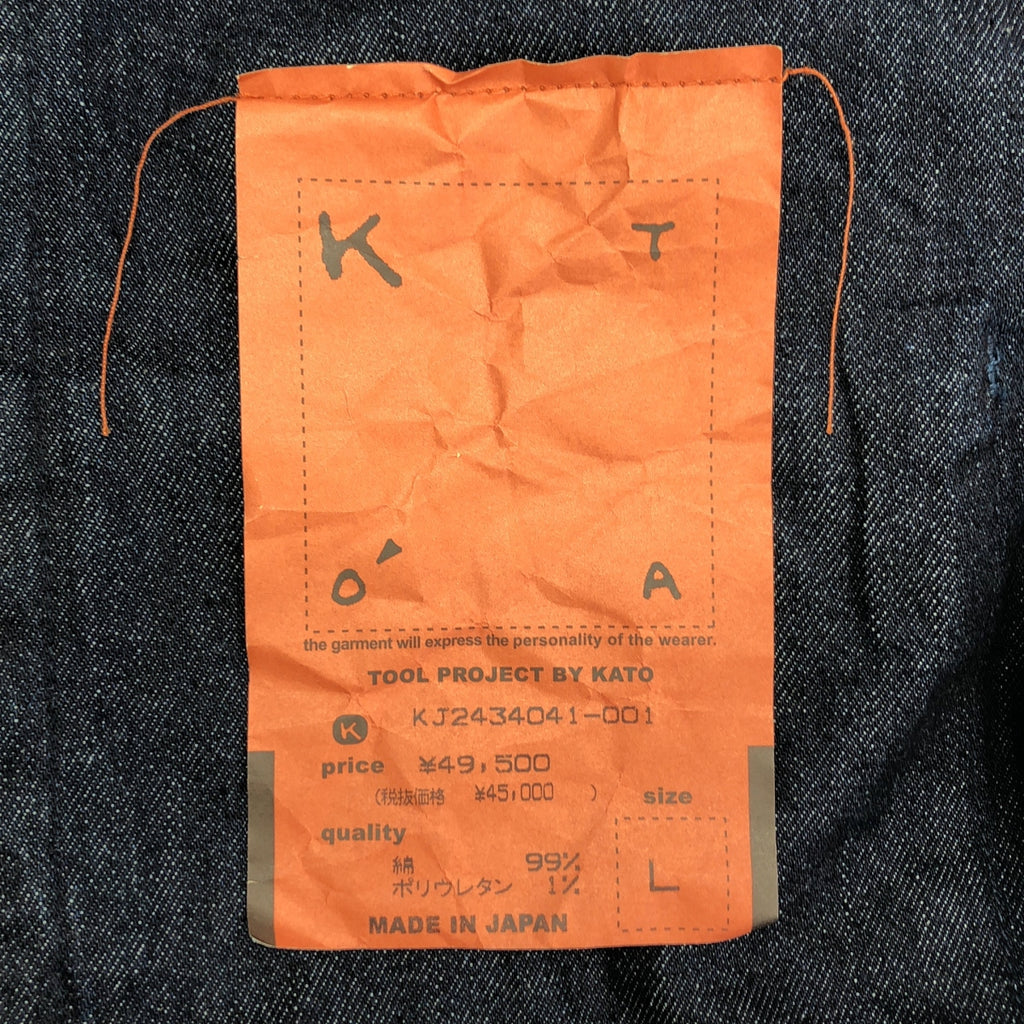 K T
O' A
the garment will express the personality of the wearer.
TOOL PROJECT BY KATO
K KJ2434041-001
price ¥49,500
(税抜価格 ¥45,000 )
size
quality
綿 99%
ポリウレタン 1%
L
MADE IN JAPAN